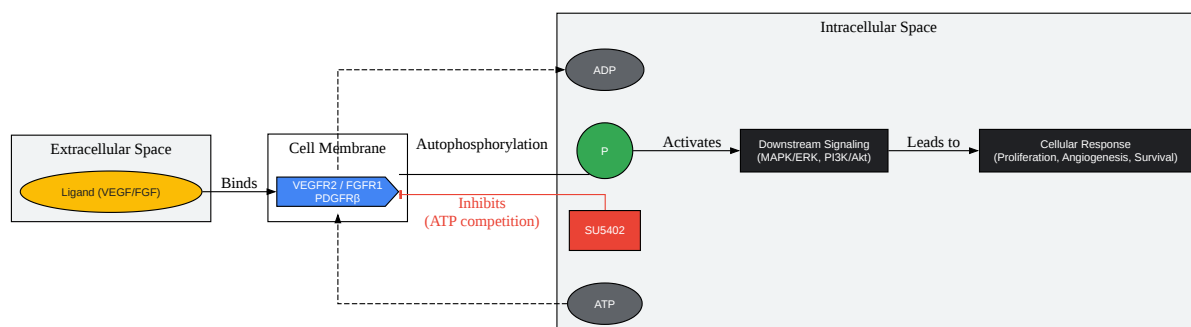 Intracellular Space
ADP
Extracellular Space
Cell Membrane
Autophosphorylation
P
Activates
Downstream Signaling
(MAPK/ERK, PI3K/Akt)
Leads to
Cellular Response
(Proliferation, Angiogenesis, Survival)
Ligand (VEGF/FGF)
Binds
VEGFR2 / FGFR1
PDGFRβ
Inhibits
(ATP competition)
SU5402
ATP